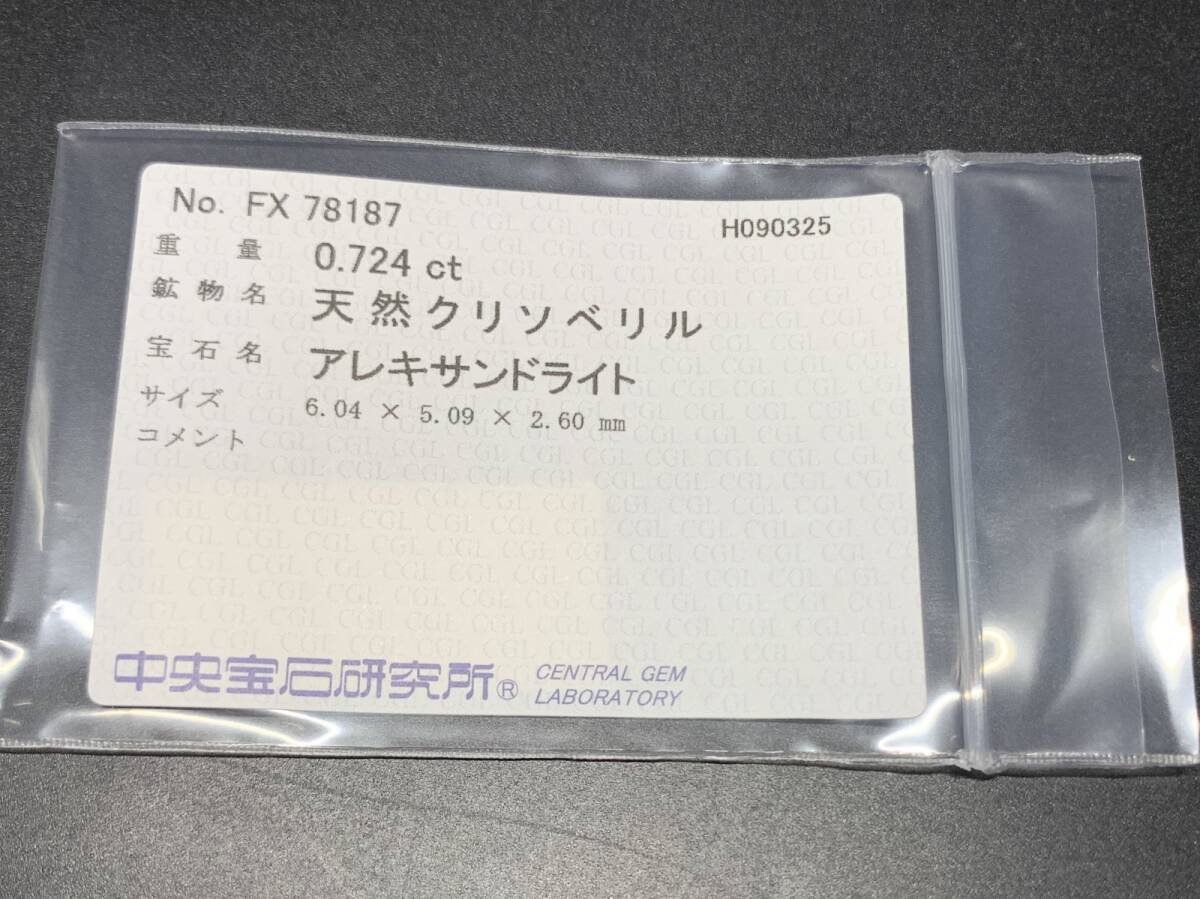 No. FX 78187 H090325
重量 0.724 ct
鉱物名 天然クリソベリル
宝石名 アレキサンドライト
サイズ 6.04 × 5.09 × 2.60 mm
コメント
中央宝石研究所® CENTRAL GEM
LABORATORY